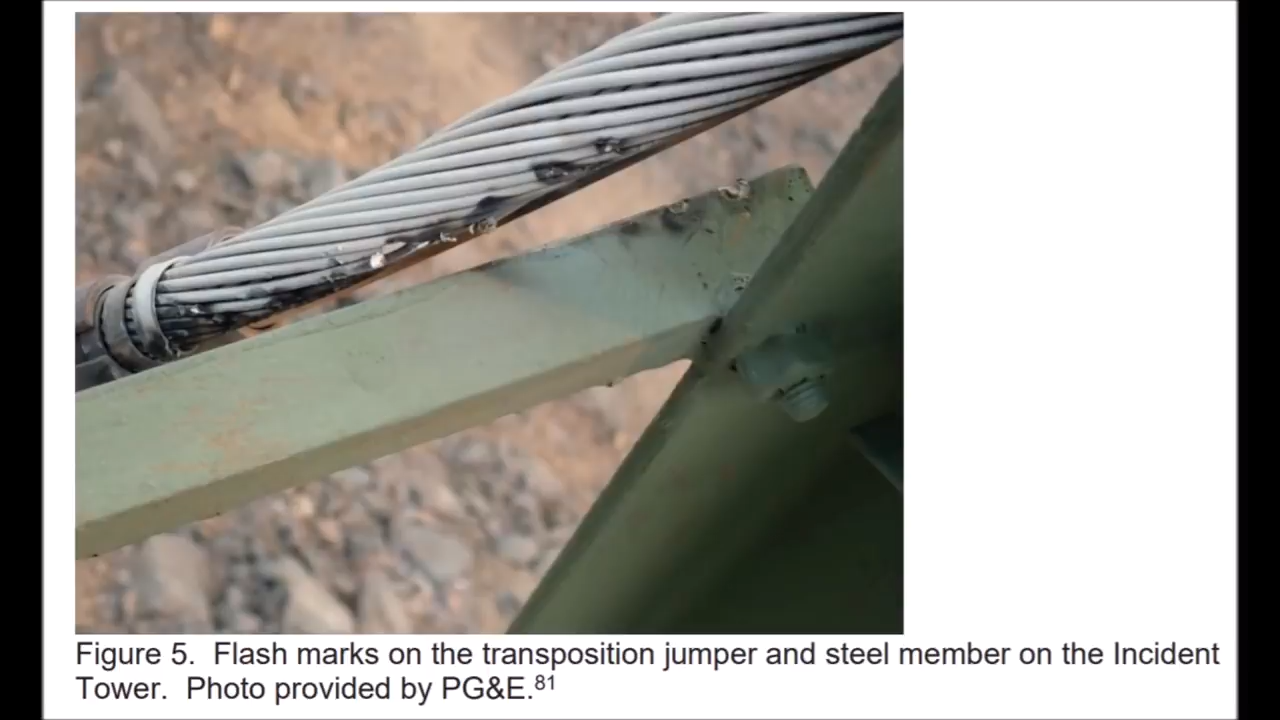 Figure 5.  Flash marks on the transposition jumper and steel member on the Incident
Tower.  Photo provided by PG&E.81